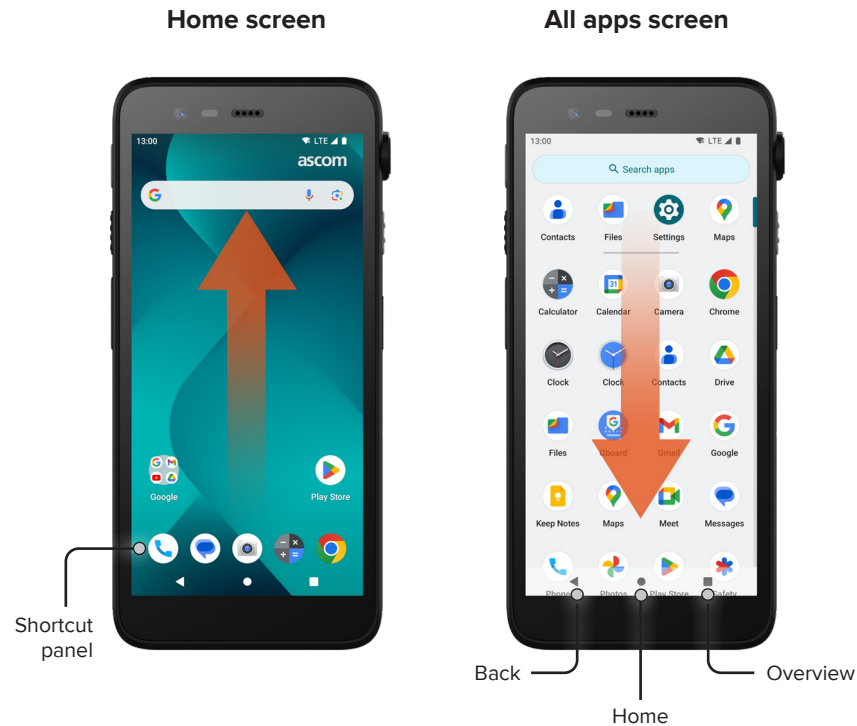 Home screen
All apps screen
13:00
LTE
ascom
Google
Play Store
Shortcut
panel
13:00
LTE
Search apps
Contacts
Files
Settings
Maps
Calculator
Calendar
Camera
Chrome
Clock
Clock
Contacts
Drive
Files
Gboard
Gmail
Google
Keep Notes
Maps
Meet
Messages
Phone
Photos
Play Store
Safety
Back
Home
Overview
31